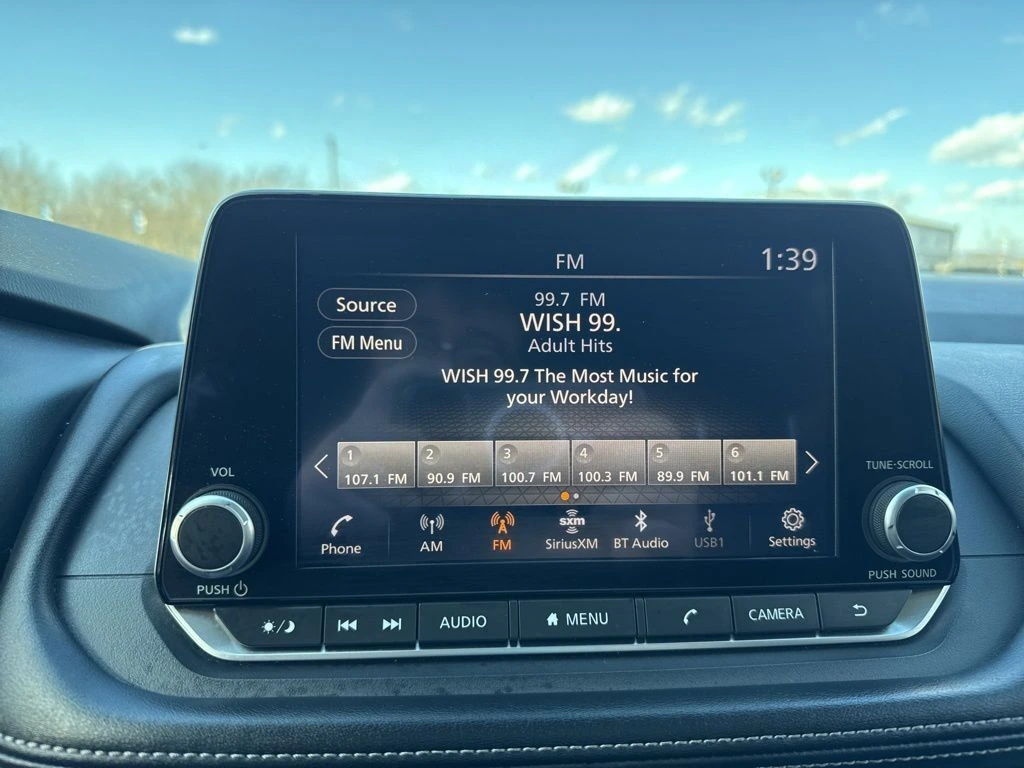 FM
1:39
Source
FM Menu
99.7 FM
WISH 99.
Adult Hits
WISH 99.7 The Most Music for
your Workday!
1 2 3 4 5 6
107.1 FM 90.9 FM 100.7 FM 100.3 FM 89.9 FM 101.1 FM
sxm
Phone AM FM SiriusXM BT Audio USB1 Settings
VOL
PUSH
TUNE·SCROLL
PUSH SOUND
AUDIO
MENU
CAMERA